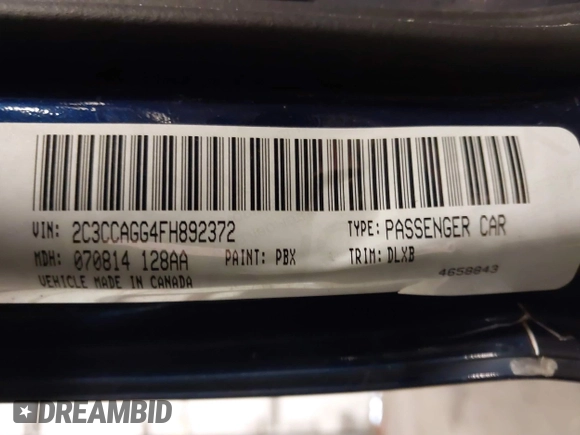 VIN: 2C3CCAGG4FH892372 TYPE: PASSENGER CAR
MDH: 070814 128AA PAINT: PBX TRIM: DLXB
VEHICLE MADE IN CANADA 4658843
DREAMBID